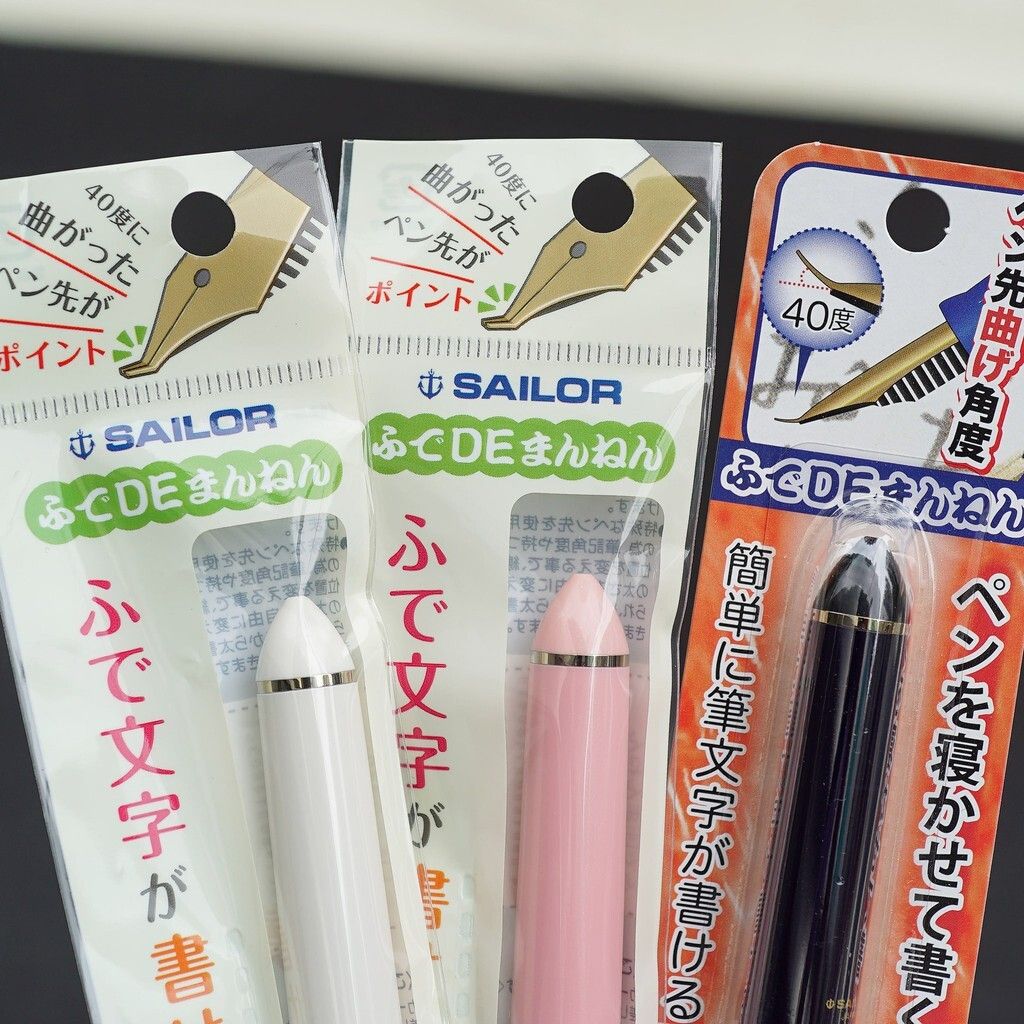 40度に
曲がった
ペン先が
ポイント
SAILOR
ふでDEまんねん
ふで文字が書
40度に
曲がった
ペン先が
ポイント
SAILOR
ふでDEまんねん
ふで文字が書
40度
ペン先曲げ角度
ふでDEまんねん
ペンを寝かせて書く
簡単に筆文字が書ける